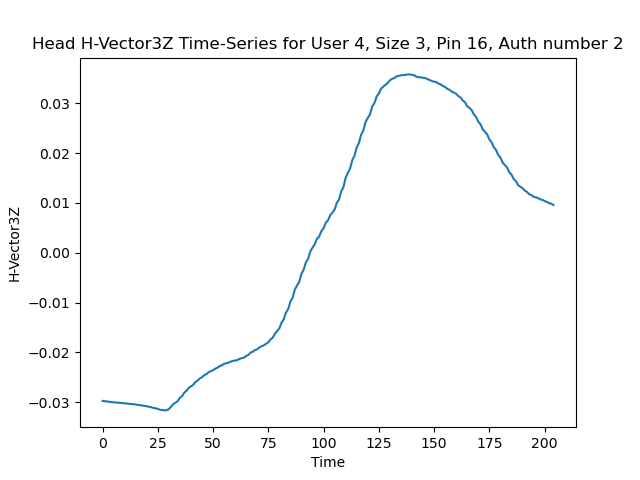 Head H-Vector3Z Time-Series for User 4, Size 3, Pin 16, Auth number 2
H-Vector3Z
0.03
0.02
0.01
0.00
−0.01
−0.02
−0.03
0 25 50 75 100 125 150 175 200
Time